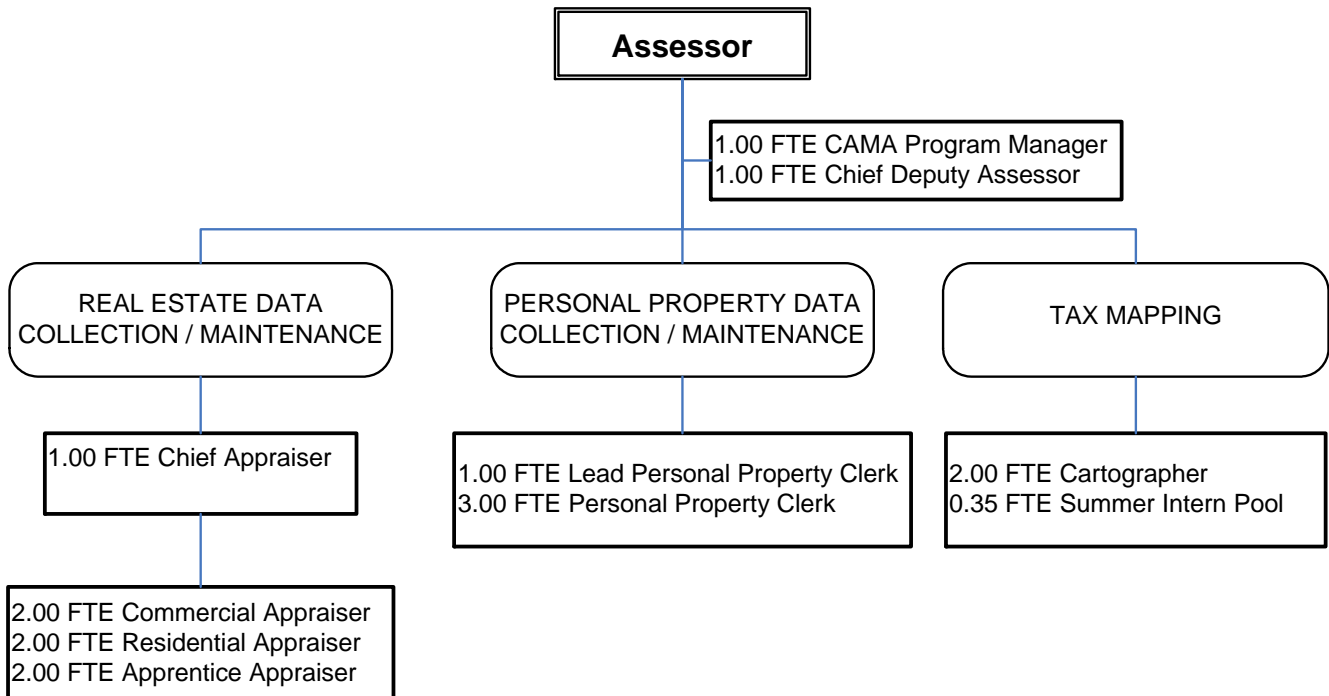 Assessor
1.00 FTE CAMA Program Manager
1.00 FTE Chief Deputy Assessor
REAL ESTATE DATA
COLLECTION / MAINTENANCE
PERSONAL PROPERTY DATA
COLLECTION / MAINTENANCE
TAX MAPPING
1.00 FTE Chief Appraiser
1.00 FTE Lead Personal Property Clerk
3.00 FTE Personal Property Clerk
2.00 FTE Cartographer
0.35 FTE Summer Intern Pool
2.00 FTE Commercial Appraiser
2.00 FTE Residential Appraiser
2.00 FTE Apprentice Appraiser